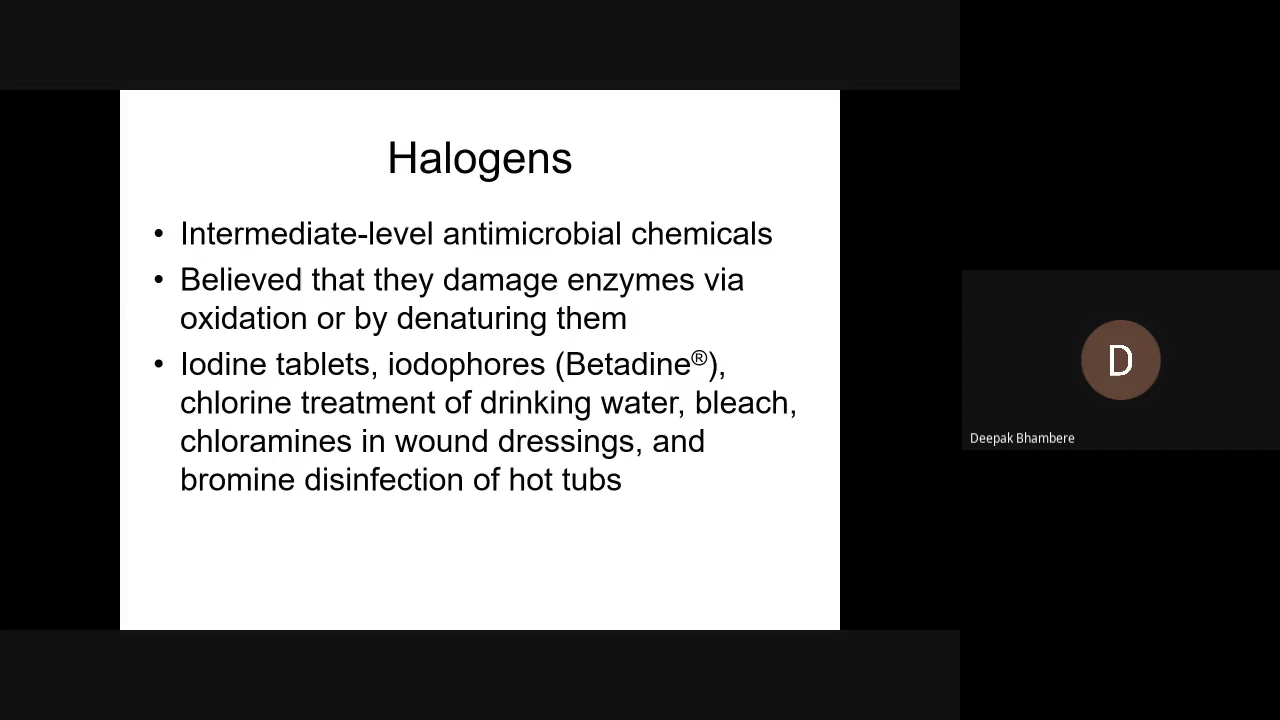 Halogens
• Intermediate-level antimicrobial chemicals
• Believed that they damage enzymes via
oxidation or by denaturing them
• Iodine tablets, iodophores (Betadine®),
chlorine treatment of drinking water, bleach,
chloramines in wound dressings, and
bromine disinfection of hot tubs
D
Deepak Bhambere